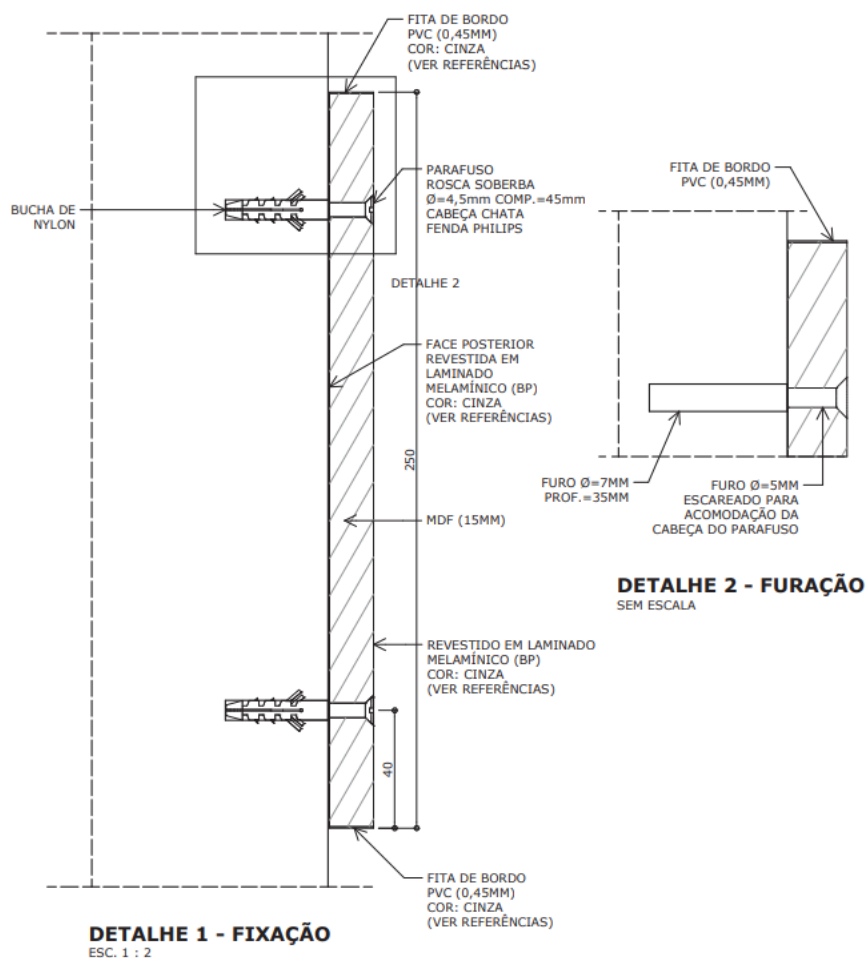 FITA DE BORDO
PVC (0,45MM)
COR: CINZA
(VER REFERÊNCIAS)
PARAFUSO
ROSCA SOBERBA
Ø=4,5mm COMP.=45mm
CABEÇA CHATA
FENDA PHILIPS
BUCHA DE
NYLON
DETALHE 2
FACE POSTERIOR
REVESTIDA EM
LAMINADO
MELAMÍNICO (BP)
COR: CINZA
(VER REFERÊNCIAS)
250
MDF (15MM)
REVESTIDO EM LAMINADO
MELAMÍNICO (BP)
COR: CINZA
(VER REFERÊNCIAS)
40
FITA DE BORDO
PVC (0,45MM)
COR: CINZA
(VER REFERÊNCIAS)
DETALHE 1 - FIXAÇÃO
ESC. 1 : 2
FITA DE BORDO
PVC (0,45MM)
FURO Ø=7MM
PROF.=35MM
FURO Ø=5MM
ESCAREADO PARA
ACOMODAÇÃO DA
CABEÇA DO PARAFUSO
DETALHE 2 - FURAÇÃO
SEM ESCALA